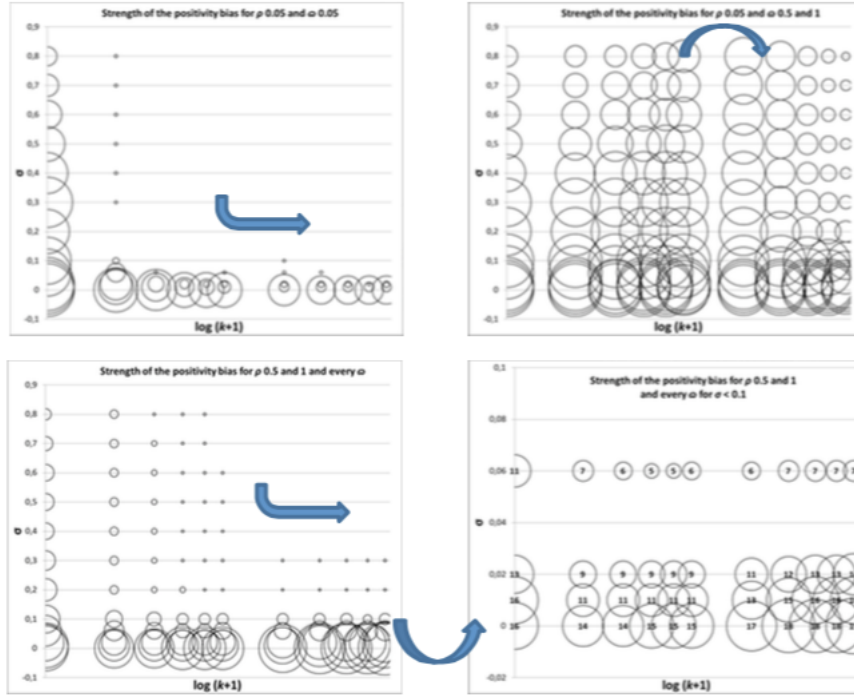 Strength of the positivity bias for ρ 0.05 and ω 0.05
0,9
0,8
0,7
0,6
0,5
0,4
0,3
0,2
0,1
0
-0,1
σ
log (k+1)
Strength of the positivity bias for ρ 0.05 and ω 0.5 and 1
0,9
0,8
0,7
0,6
0,5
0,4
0,3
0,2
0,1
0
-0,1
σ
log (k+1)
Strength of the positivity bias for ρ 0.5 and 1 and every ω
0,9
0,8
0,7
0,6
0,5
0,4
0,3
0,2
0,1
0
-0,1
σ
log (k+1)
Strength of the positivity bias for ρ 0.5 and 1
and every ω for σ < 0.1
0,1
0,08
0,06
11 7 6 5 5 6 6 7 7 7
0,04
0,02
13 9 9 9 9 9 11 12 13 13
16 11 11 11 11 11 13 15
0
16 14 14 15 15 15 17 18 18 18
-0,02
σ
log (k+1)